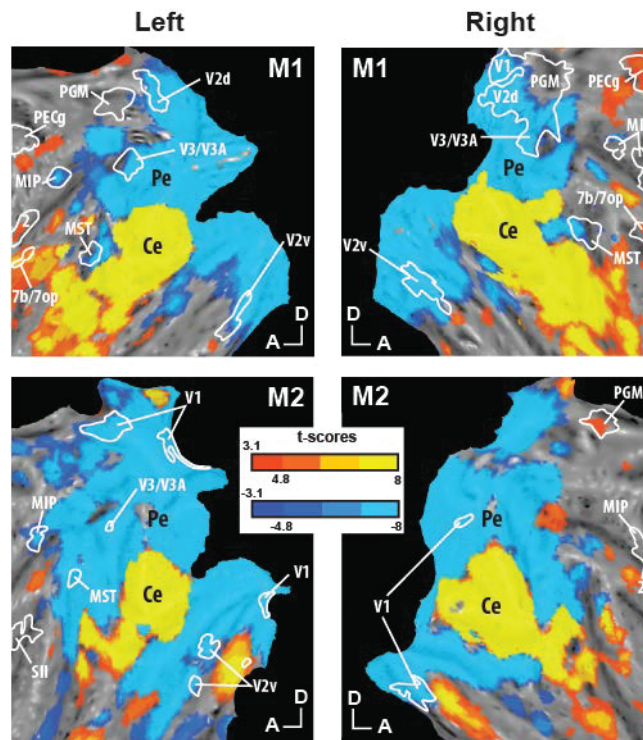 Left
Right
M1
V2d
PGM
PECg
V3/V3A
MIP
Pe
MST
Ce
V2v
7b/7op
D
A
M1
V1
PGM
PECg
V2d
V3/V3A
Pe
7b/7op
Ce
V2v
MST
D
A
M2
V1
V3/V3A
MIP
Pe
MST
V1
Ce
SII
V2v
D
A
t-scores
3.1
4.8
8
-3.1
-4.8
-8
M2
PGM
MIP
Pe
V1
Ce
D
A